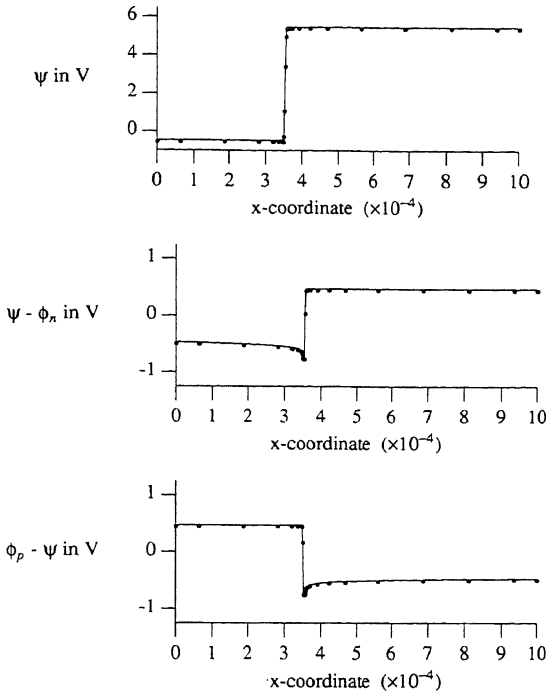 6
4
ψ in V
2
0
0 1 2 3 4 5 6 7 8 9 10
x-coordinate (×10⁻⁴)
1
ψ - ϕₙ in V
0
-1
0 1 2 3 4 5 6 7 8 9 10
x-coordinate (×10⁻⁴)
1
ϕₚ - ψ in V
0
-1
0 1 2 3 4 5 6 7 8 9 10
x-coordinate (×10⁻⁴)